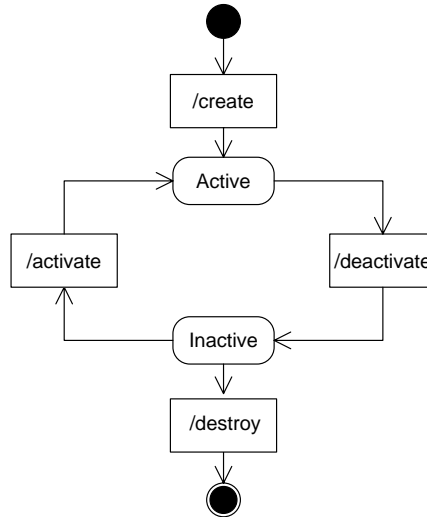 /create
Active
/activate
/deactivate
Inactive
/destroy